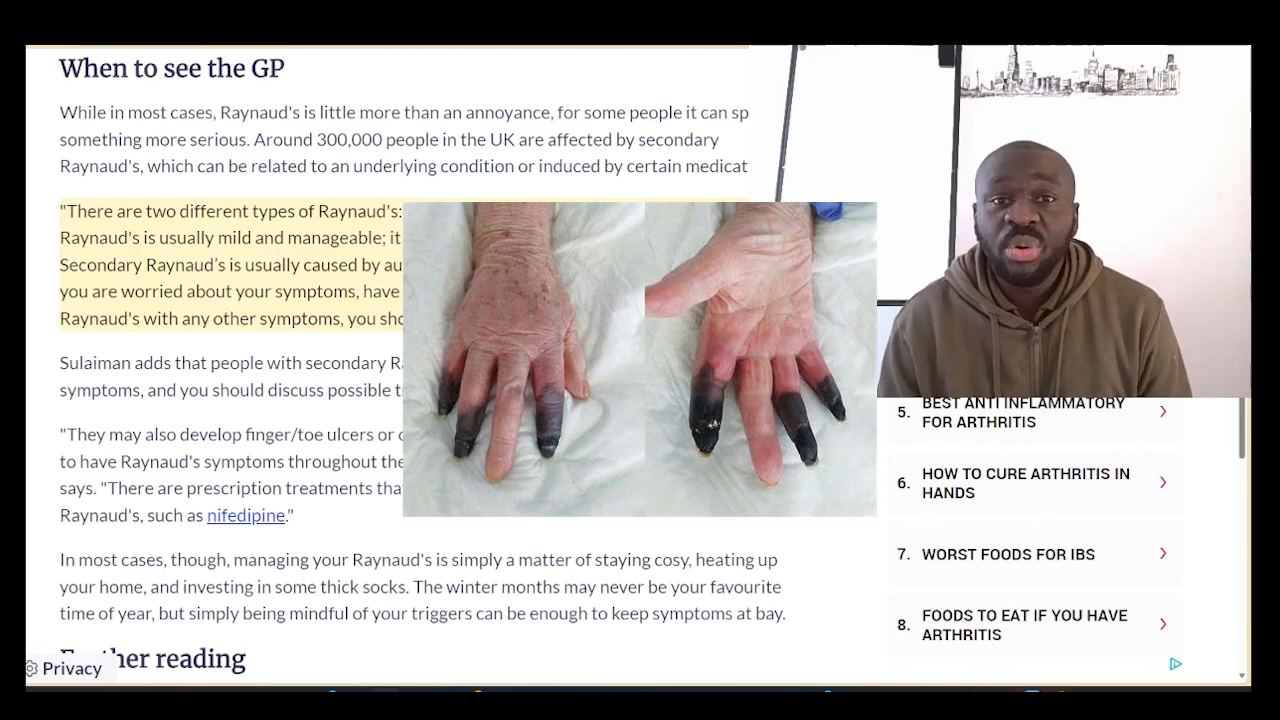 When to see the GP
While in most cases, Raynaud's is little more than an annoyance, for some people it can sp
something more serious. Around 300,000 people in the UK are affected by secondary
Raynaud's, which can be related to an underlying condition or induced by certain medicat
"There are two different types of Raynaud's:
Raynaud's is usually mild and manageable; it
Secondary Raynaud's is usually caused by au
you are worried about your symptoms, have
Raynaud's with any other symptoms, you sho
Sulaiman adds that people with secondary Ra
symptoms, and you should discuss possible t
"They may also develop finger/toe ulcers or
to have Raynaud's symptoms throughout the
says. "There are prescription treatments tha
Raynaud's, such as nifedipine."
In most cases, though, managing your Raynaud's is simply a matter of staying cosy, heating up
your home, and investing in some thick socks. The winter months may never be your favourite
time of year, but simply being mindful of your triggers can be enough to keep symptoms at bay.
Further reading
Privacy
5. BEST ANTI INFLAMMATORY
FOR ARTHRITIS
6. HOW TO CURE ARTHRITIS IN
HANDS
7. WORST FOODS FOR IBS
8. FOODS TO EAT IF YOU HAVE
ARTHRITIS